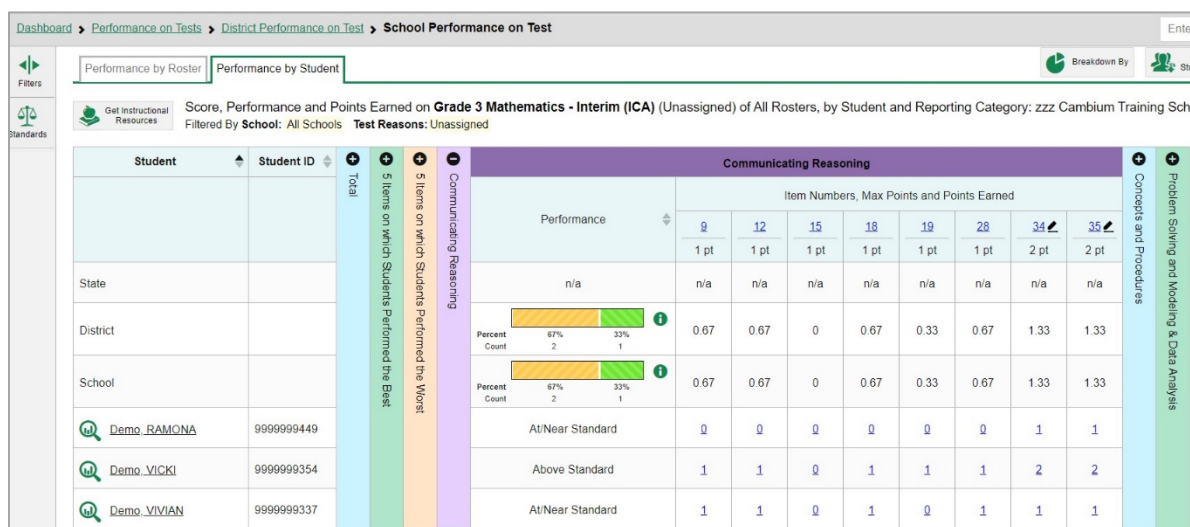 Dashboard > Performance on Tests > District Performance on Test > School Performance on Test
Ente
Filters
Standards
Performance by Roster
Performance by Student
Breakdown By
Get Instructional
Resources
Score, Performance and Points Earned on Grade 3 Mathematics - Interim (ICA) (Unassigned) of All Rosters, by Student and Reporting Category: zzz Cambium Training Sch
Filtered By School: All Schools Test Reasons: Unassigned
Student Student ID
Total
5 Items on which Students Performed the Best
5 Items on which Students Performed the Worst
Communicating Reasoning
Communicating Reasoning
Performance
Item Numbers, Max Points and Points Earned
9 12 15 18 19 28 34 35
1 pt 1 pt 1 pt 1 pt 1 pt 1 pt 2 pt 2 pt
Concepts and Procedures
Problem Solving and Modeling & Data Analysis
State n/a n/a n/a n/a n/a n/a n/a n/a n/a
District
Percent 67% 33%
Count 2 1
0.67 0.67 0 0.67 0.33 0.67 1.33 1.33
School
Percent 67% 33%
Count 2 1
0.67 0.67 0 0.67 0.33 0.67 1.33 1.33
Demo, RAMONA 9999999449 At/Near Standard 0 0 0 0 0 0 1 1
Demo, VICKI 9999999354 Above Standard 1 1 0 1 1 1 2 2
Demo, VIVIAN 9999999337 At/Near Standard 1 1 0 1 0 1 1 1